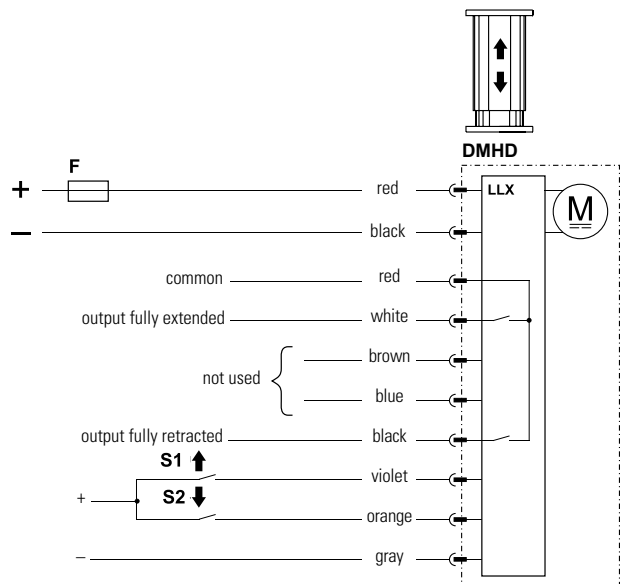 DMHD
F
+ red LLX
– black M
common red
output fully extended white
brown
not used
blue
output fully retracted black
S1 violet
+ S2
orange
– gray